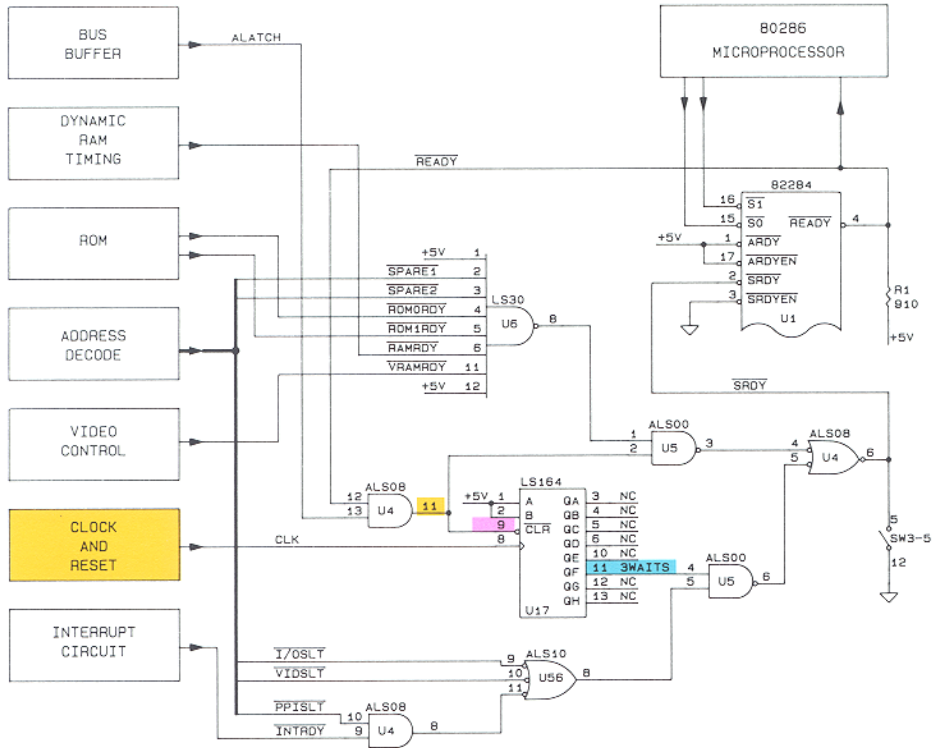 BUS
BUFFER
ALATCH
80286
MICROPROCESSOR
DYNAMIC
RAM
TIMING
READY
82284
16 S1
15 S0
READY 4
+5V 1 ARDY
17 ARDYEN
2 SRDY
3 SRDYEN
U1
R1
910
+5V
ROM
+5V 1
SPARE1 2
SPARE2 3
ROM0RDY 4
ROM1RDY 5
RAMRDY 6
VRAMRDY 11
+5V 12
LS30
U6
8
ADDRESS
DECODE
SRDY
VIDEO
CONTROL
ALS00
1
2
U5
3
ALS08
4
5
U4
6
ALS08
12
13
U4
11
LS164
+5V 1 A
2 B
9 CLR
8
QA 3 NC
QB 4 NC
QC 5 NC
QD 6 NC
QE 10 NC
QF 11 3WAITS
QG 12 NC
QH 13 NC
U17
CLOCK
AND
RESET
CLK
ALS00
4
5
U5
6
5
SW3-5
12
INTERRUPT
CIRCUIT
I/OSLT
VIDSLT
ALS10
9
10
11
U56
8
PPISLT
INTRDY
ALS08
10
9
U4
8